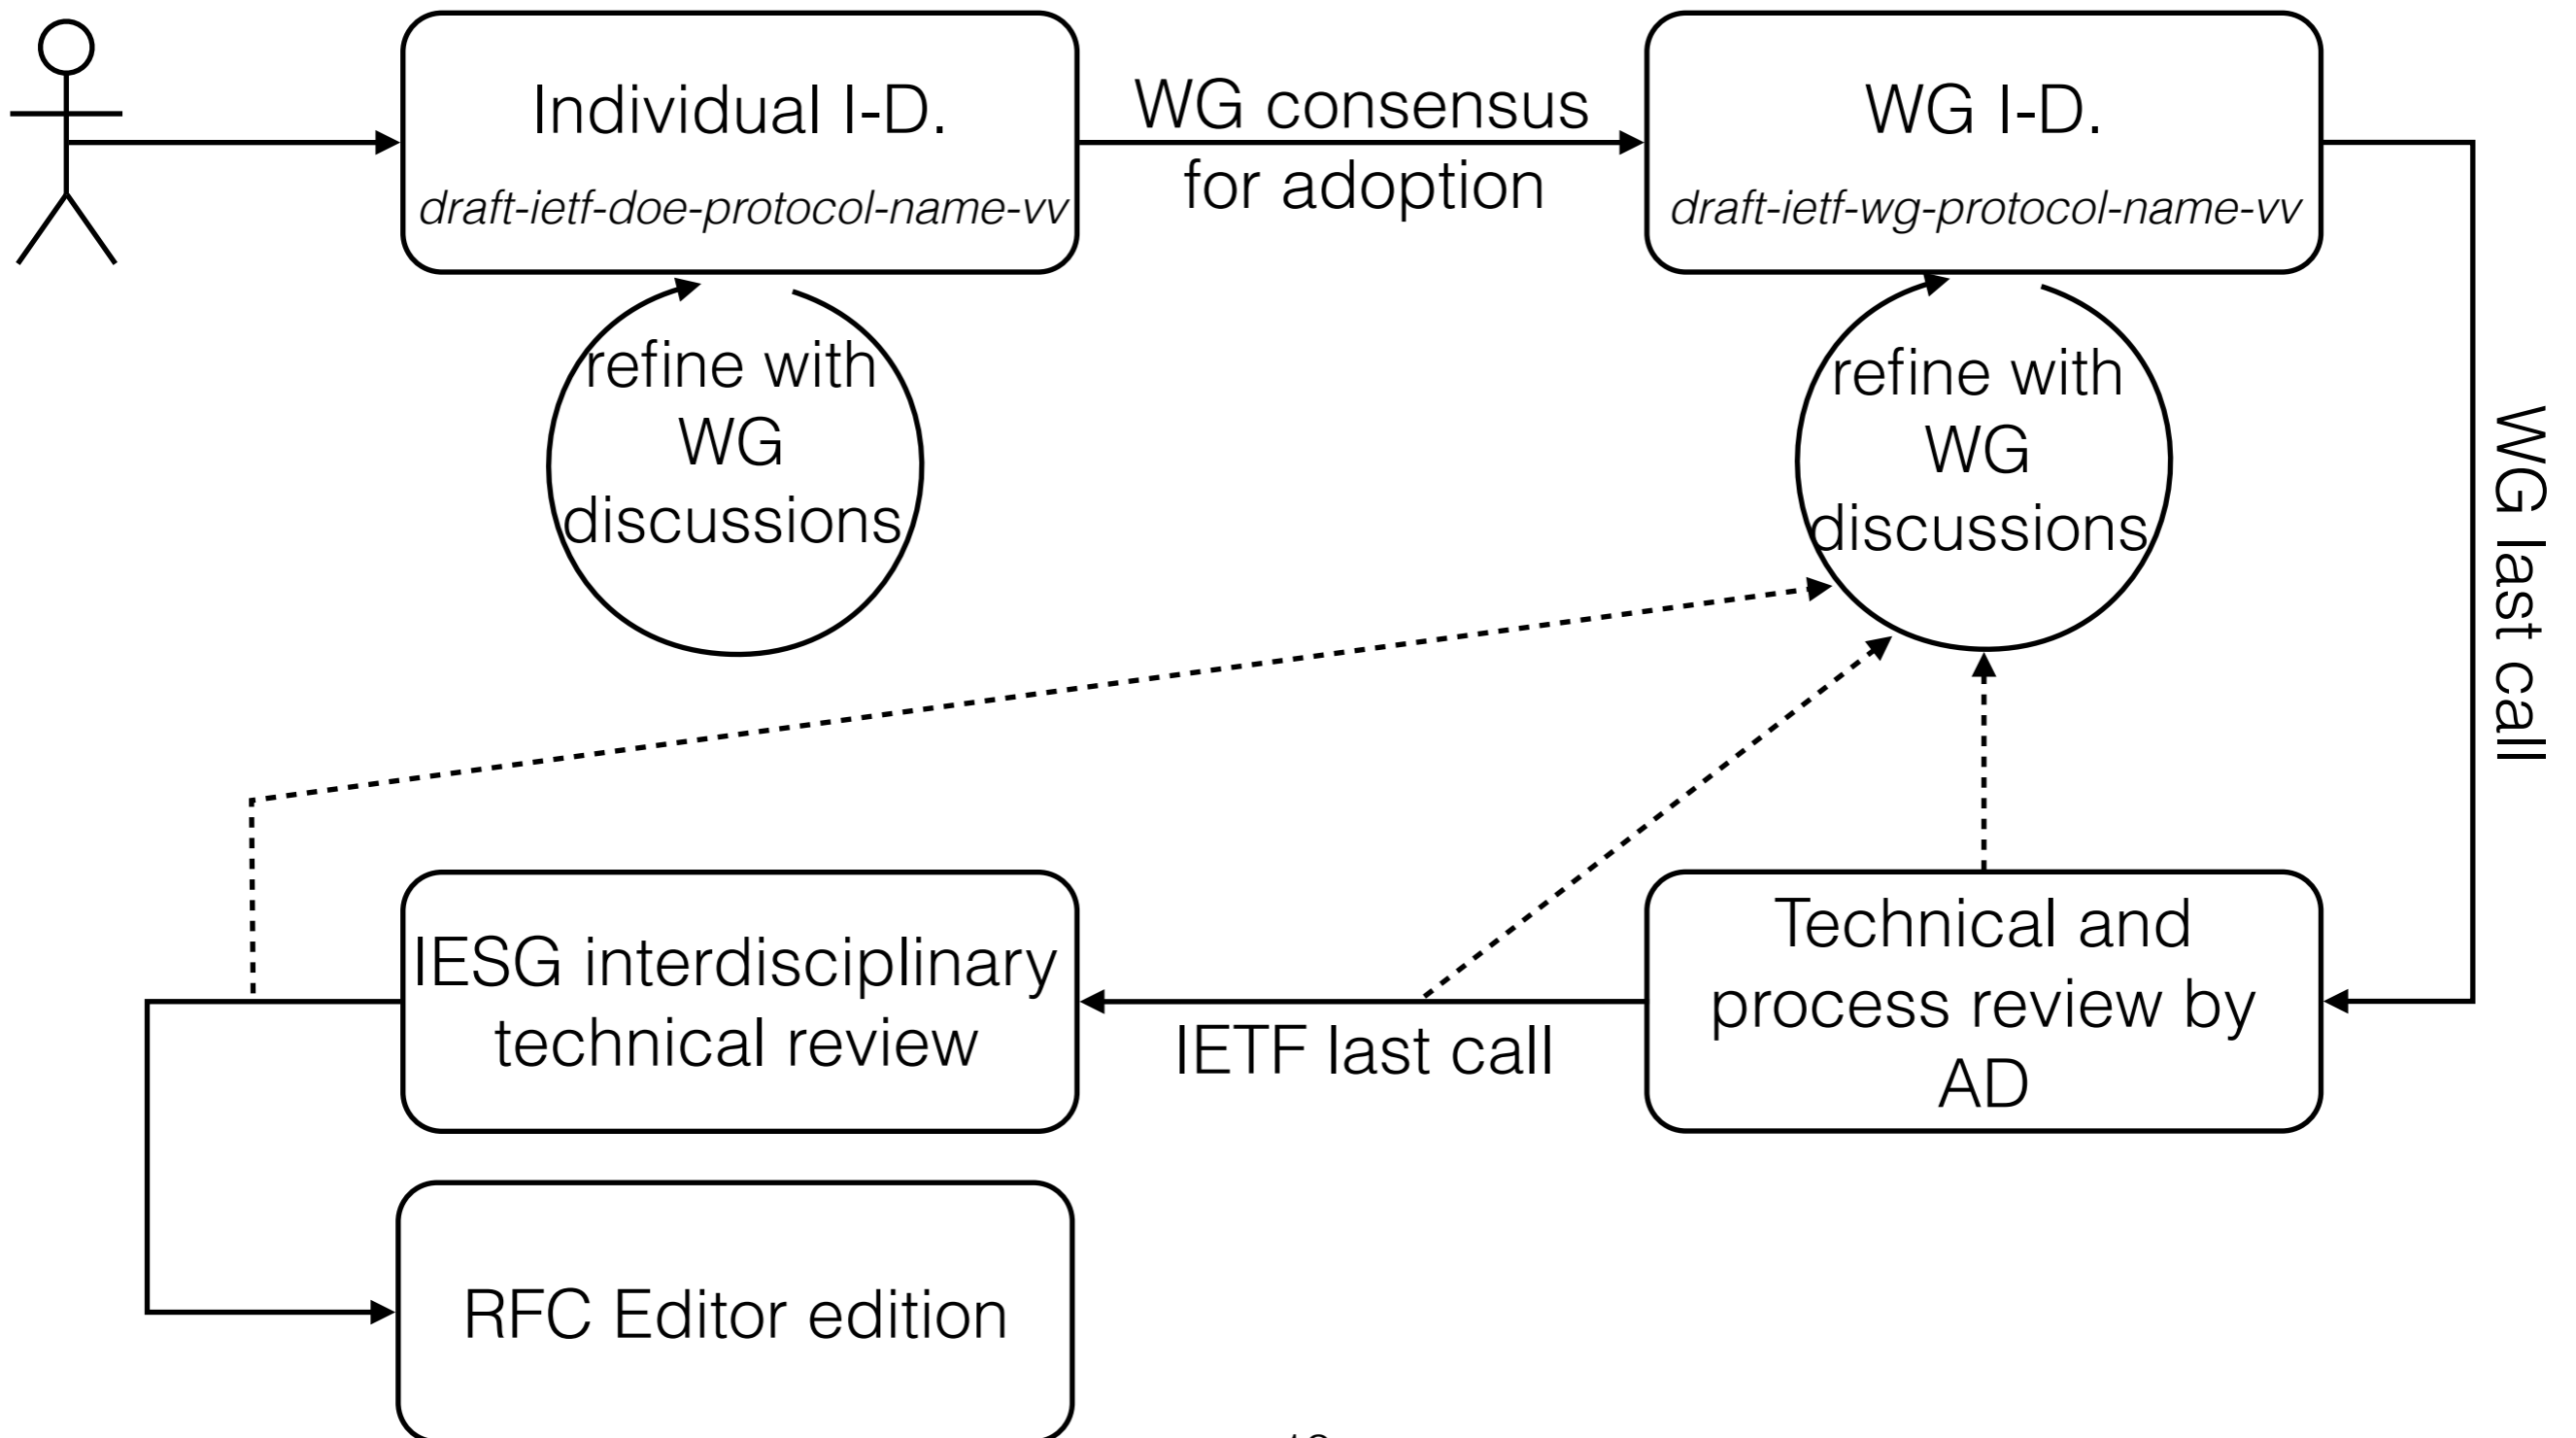 Individual I-D.
draft-ietf-doe-protocol-name-vv
WG consensus
for adoption
WG I-D.
draft-ietf-wg-protocol-name-vv
refine with
WG
discussions
refine with
WG
discussions
WG last call
IESG interdisciplinary
technical review
IETF last call
Technical and
process review by
AD
RFC Editor edition